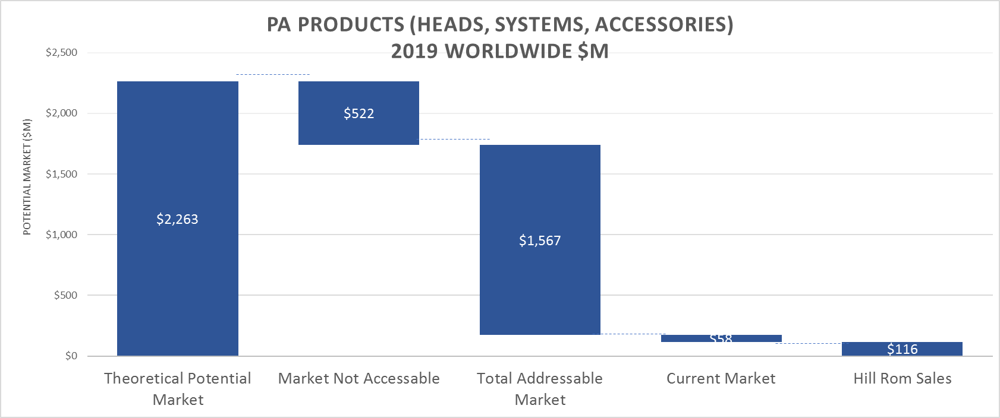 PA PRODUCTS (HEADS, SYSTEMS, ACCESSORIES)
2019 WORLDWIDE $M
$2,500
$2,000
$1,500
$1,000
$500
$0
POTENTIAL MARKET ($M)
$2,263
$522
$1,567
$58
$116
Theoretical Potential
Market
Market Not Accessable
Total Addressable
Market
Current Market
Hill Rom Sales